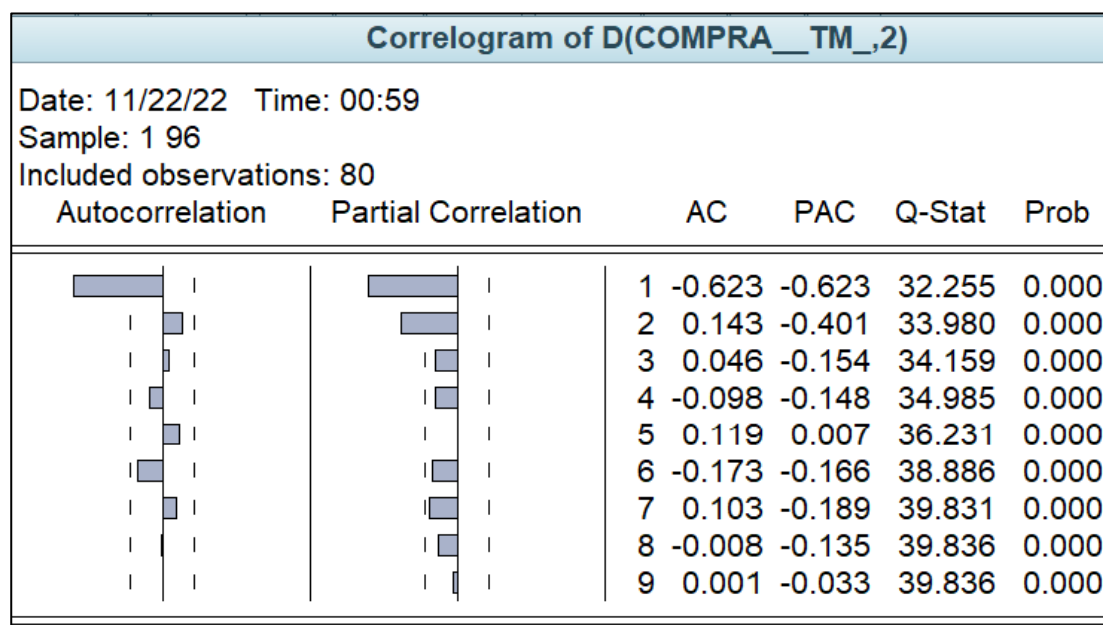 Correlogram of D(COMPRA__TM_,2)
Date: 11/22/22 Time: 00:59
Sample: 1 96
Included observations: 80
Autocorrelation Partial Correlation AC PAC Q-Stat Prob
1 -0.623 -0.623 32.255 0.000
2 0.143 -0.401 33.980 0.000
3 0.046 -0.154 34.159 0.000
4 -0.098 -0.148 34.985 0.000
5 0.119 0.007 36.231 0.000
6 -0.173 -0.166 38.886 0.000
7 0.103 -0.189 39.831 0.000
8 -0.008 -0.135 39.836 0.000
9 0.001 -0.033 39.836 0.000